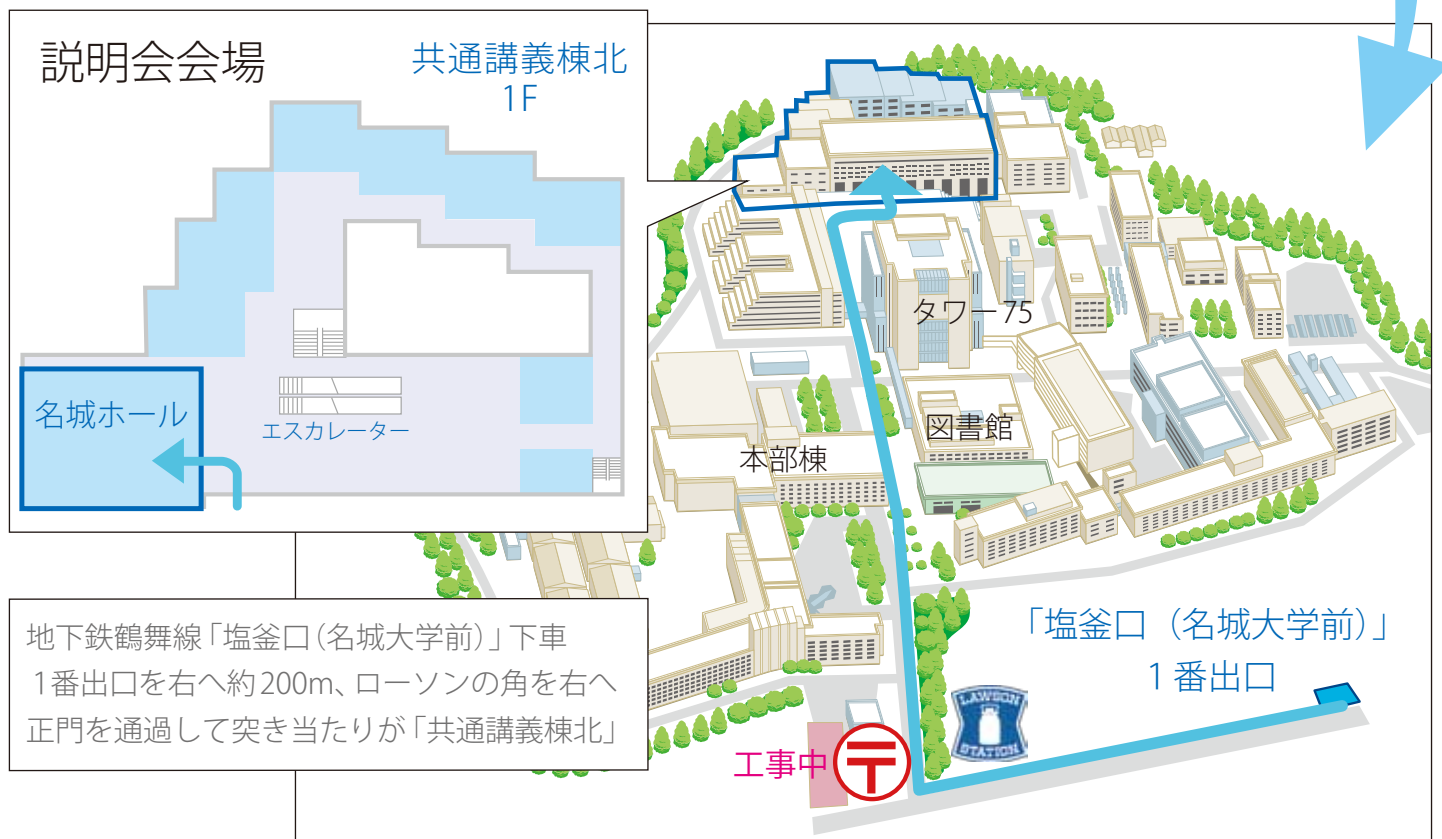 説明会会場
共通講義棟北
1F
名城ホール
エスカレーター
タワー75
図書館
本部棟
「塩釜口（名城大学前）」
1番出口
LAWSON
STATION
工事中
地下鉄鶴舞線「塩釜口（名城大学前）」下車
1番出口を右へ約200m、ローソンの角を右へ
正門を通過して突き当たりが「共通講義棟北」